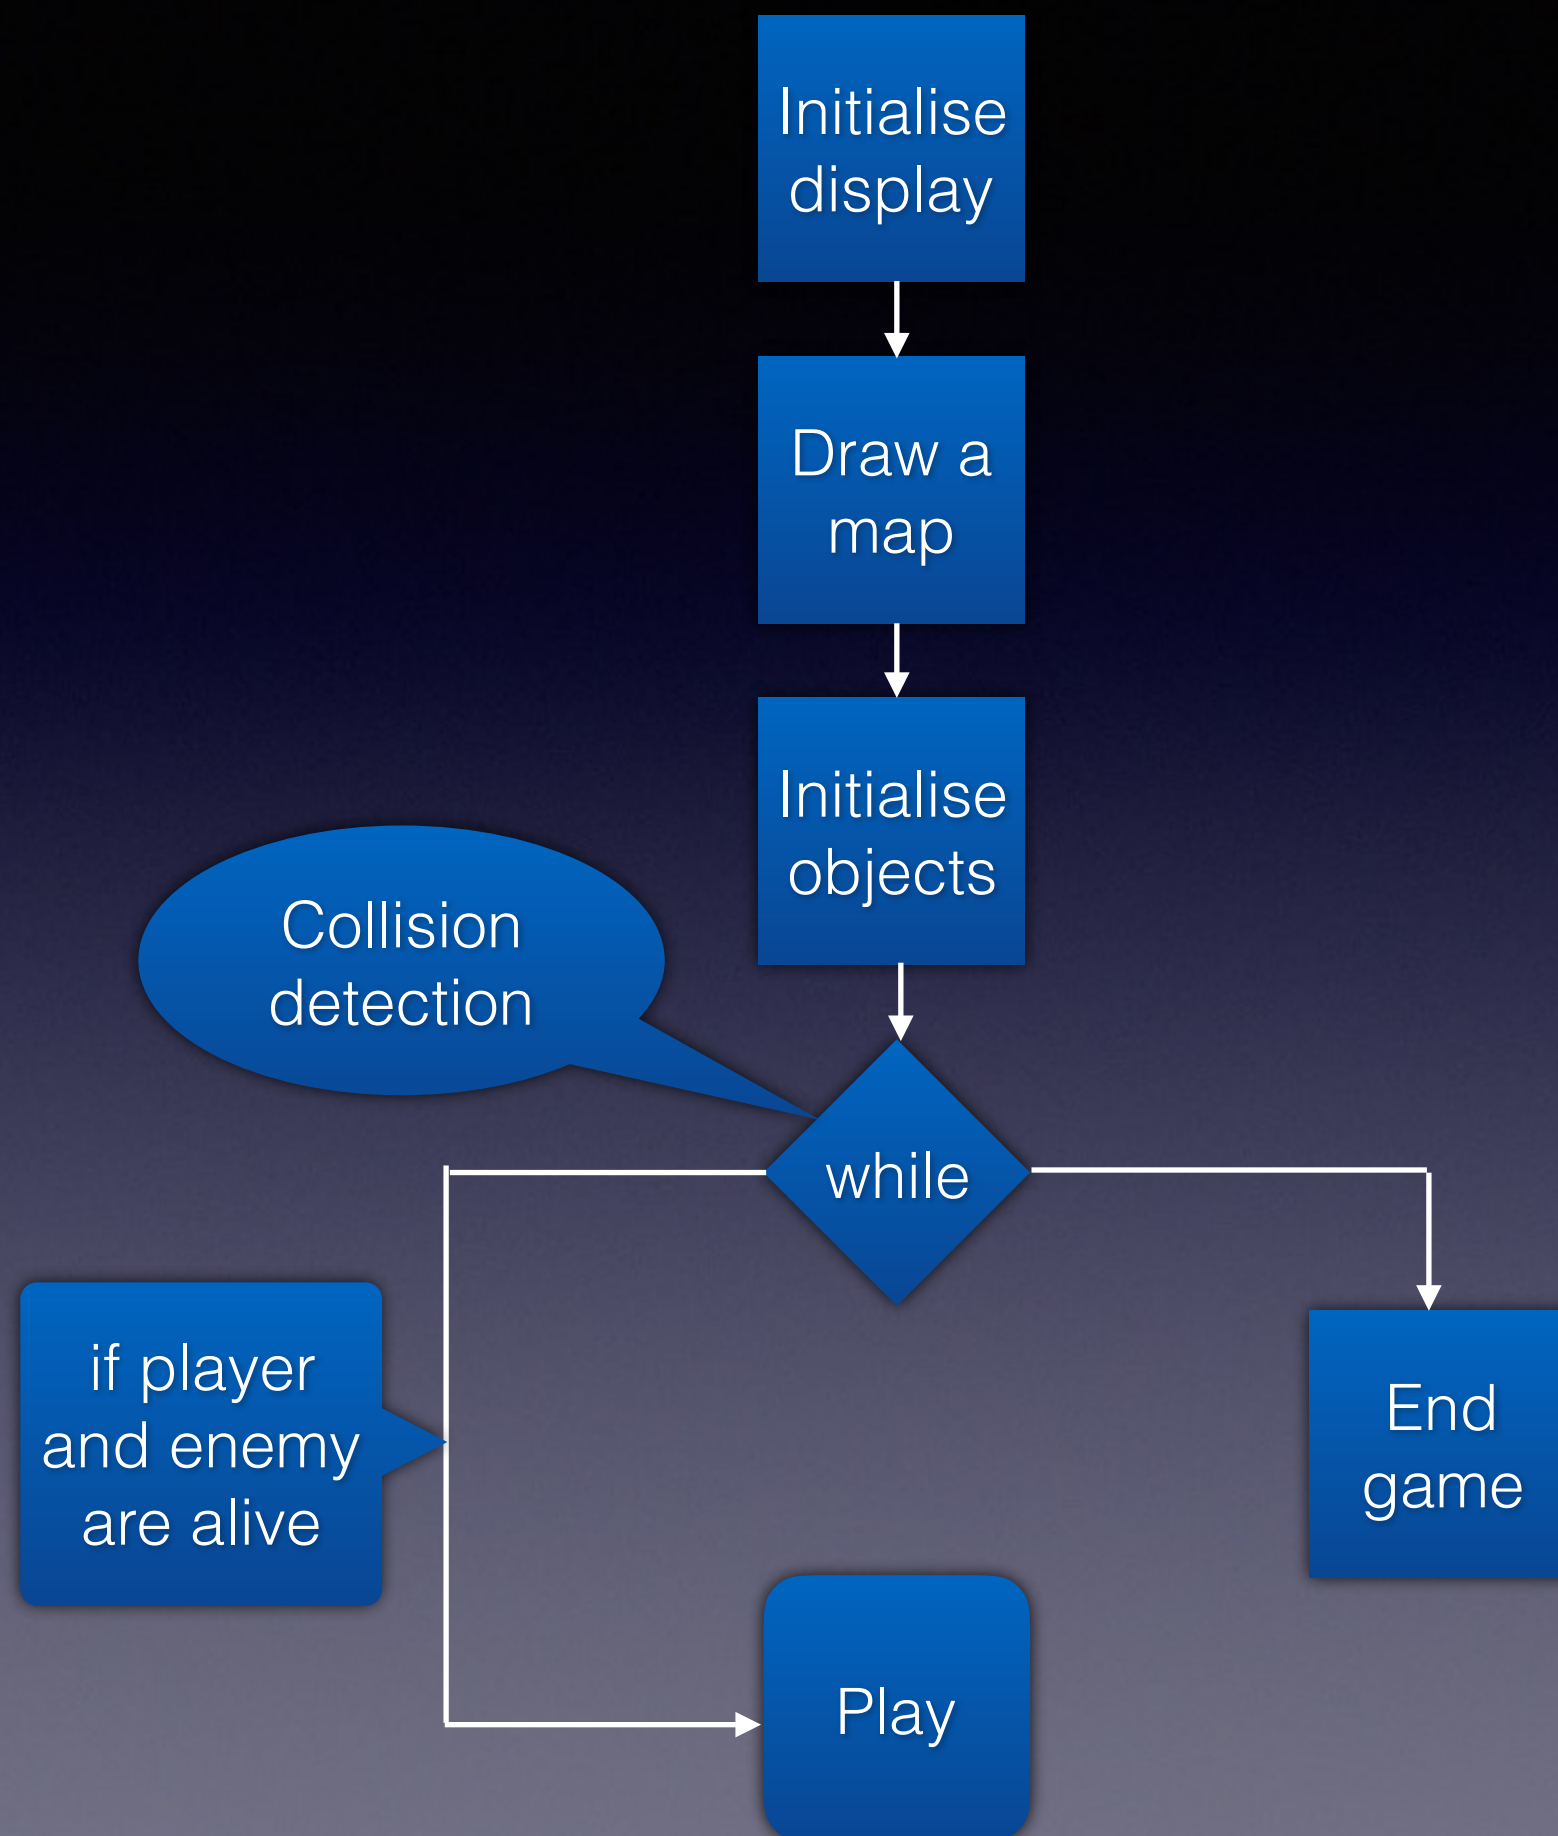 Initialise
display
Draw a
map
Initialise
objects
Collision
detection
while
if player
and enemy
are alive
End
game
Play